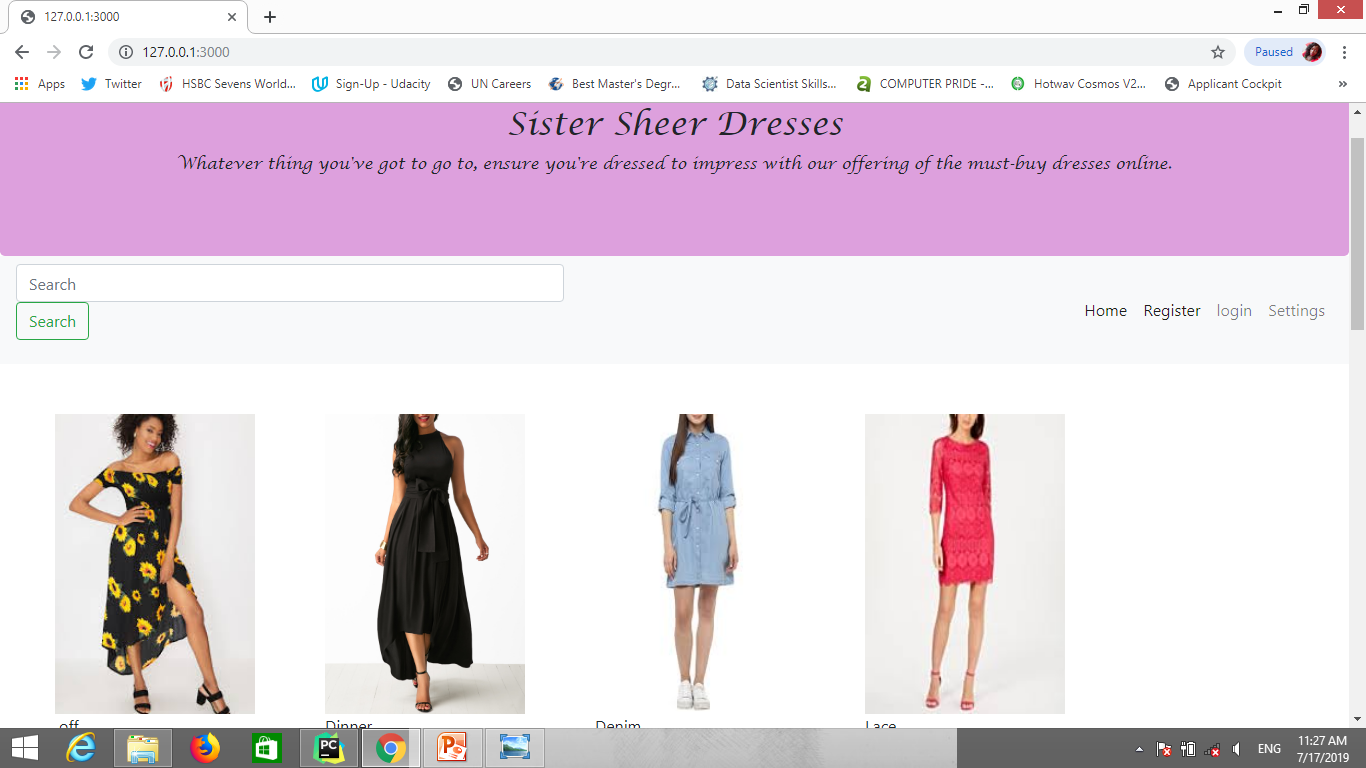 127.0.0.1:3000
127.0.0.1:3000
Paused
Apps
Twitter
HSBC Sevens World...
Sign-Up - Udacity
UN Careers
Best Master's Degr...
Data Scientist Skills...
COMPUTER PRIDE -...
Hotwav Cosmos V2...
Applicant Cockpit
Sister Sheer Dresses
Whatever thing you've got to go to, ensure you're dressed to impress with our offering of the must-buy dresses online.
Search
Search
Home
Register
login
Settings
off
Dinner
Denim
Lace
PC
ENG
11:27 AM
7/17/2019